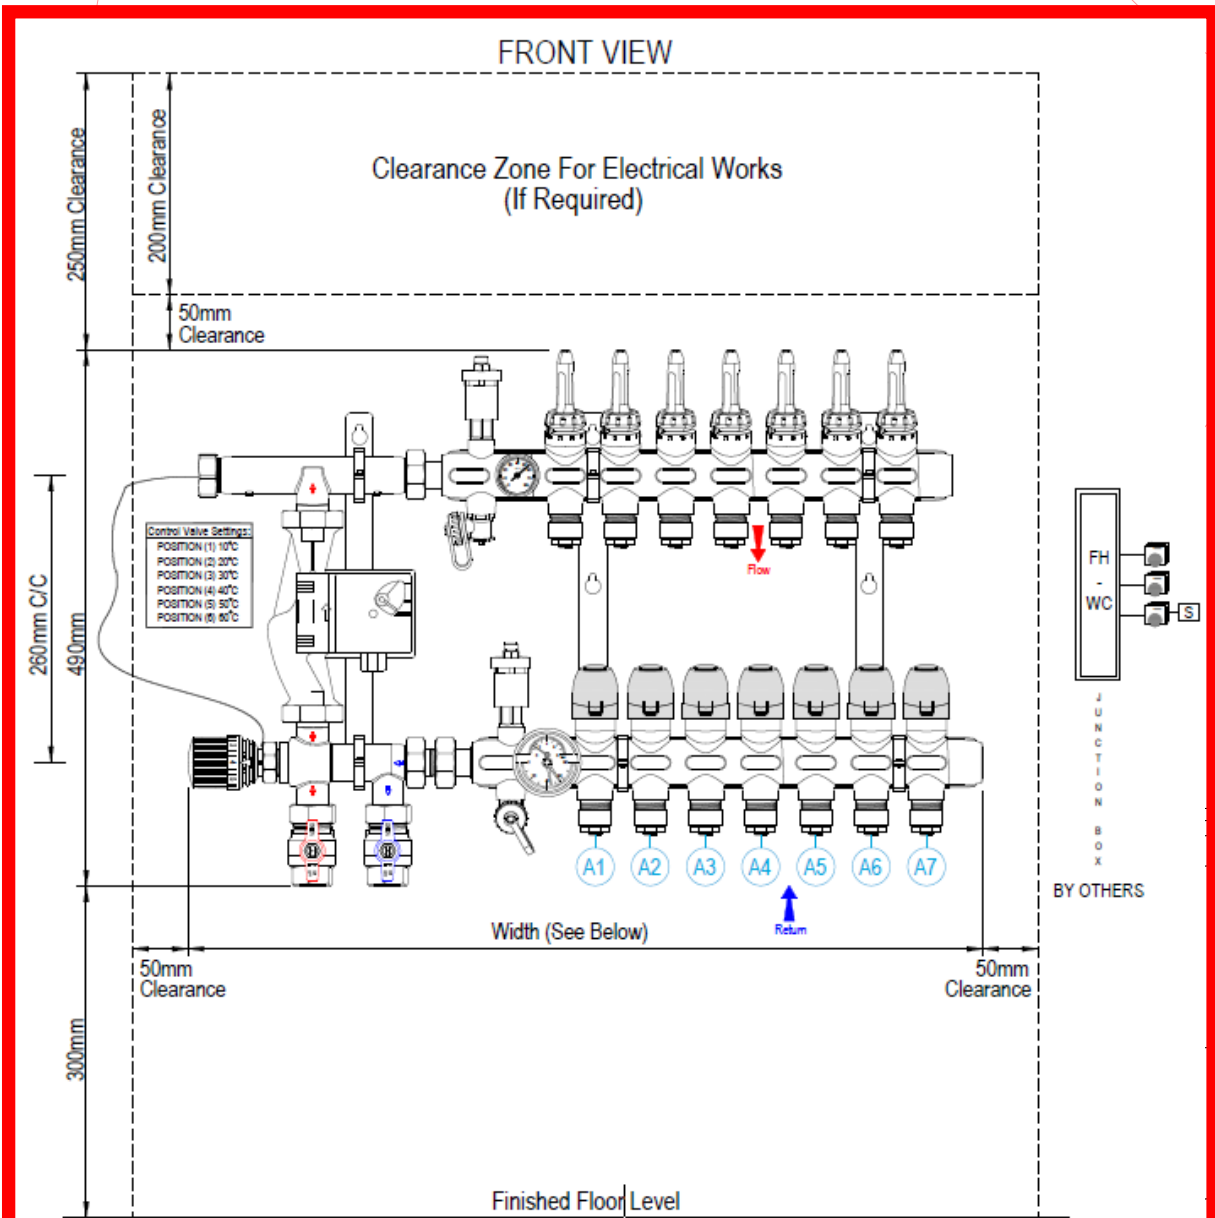 FRONT VIEW
250mm Clearance
200mm Clearance
Clearance Zone For Electrical Works
(If Required)
50mm
Clearance
Control Valve Settings:
POSITION (1) 10°C
POSITION (2) 20°C
POSITION (3) 30°C
POSITION (4) 40°C
POSITION (5) 50°C
POSITION (6) 60°C
260mm C/C
490mm
Flow
FH
-
WC
S
JUNCTION BOX
BY OTHERS
A1
A2
A3
A4
A5
A6
A7
Return
Width (See Below)
50mm
Clearance
50mm
Clearance
300mm
Finished Floor Level